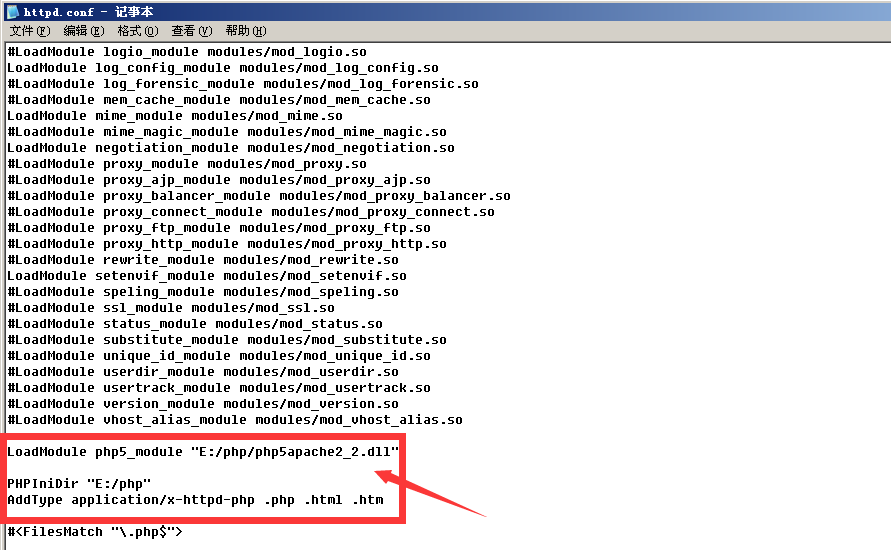 httpd.conf - 记事本
文件(F) 编辑(E) 格式(O) 查看(V) 帮助(H)
#LoadModule logio_module modules/mod_logio.so
LoadModule log_config_module modules/mod_log_config.so
#LoadModule log_forensic_module modules/mod_log_forensic.so
#LoadModule mem_cache_module modules/mod_mem_cache.so
LoadModule mime_module modules/mod_mime.so
#LoadModule mime_magic_module modules/mod_mime_magic.so
LoadModule negotiation_module modules/mod_negotiation.so
#LoadModule proxy_module modules/mod_proxy.so
#LoadModule proxy_ajp_module modules/mod_proxy_ajp.so
#LoadModule proxy_balancer_module modules/mod_proxy_balancer.so
#LoadModule proxy_connect_module modules/mod_proxy_connect.so
#LoadModule proxy_ftp_module modules/mod_proxy_ftp.so
#LoadModule proxy_http_module modules/mod_proxy_http.so
#LoadModule rewrite_module modules/mod_rewrite.so
LoadModule setenvif_module modules/mod_setenvif.so
#LoadModule speling_module modules/mod_speling.so
#LoadModule ssl_module modules/mod_ssl.so
#LoadModule status_module modules/mod_status.so
#LoadModule substitute_module modules/mod_substitute.so
#LoadModule unique_id_module modules/mod_unique_id.so
#LoadModule userdir_module modules/mod_userdir.so
#LoadModule usertrack_module modules/mod_usertrack.so
#LoadModule version_module modules/mod_version.so
#LoadModule vhost_alias_module modules/mod_vhost_alias.so
LoadModule php5_module "E:/php/php5apache2_2.dll"
PHPIniDir "E:/php"
AddType application/x-httpd-php .php .html .htm
#<FilesMatch "\.php$">